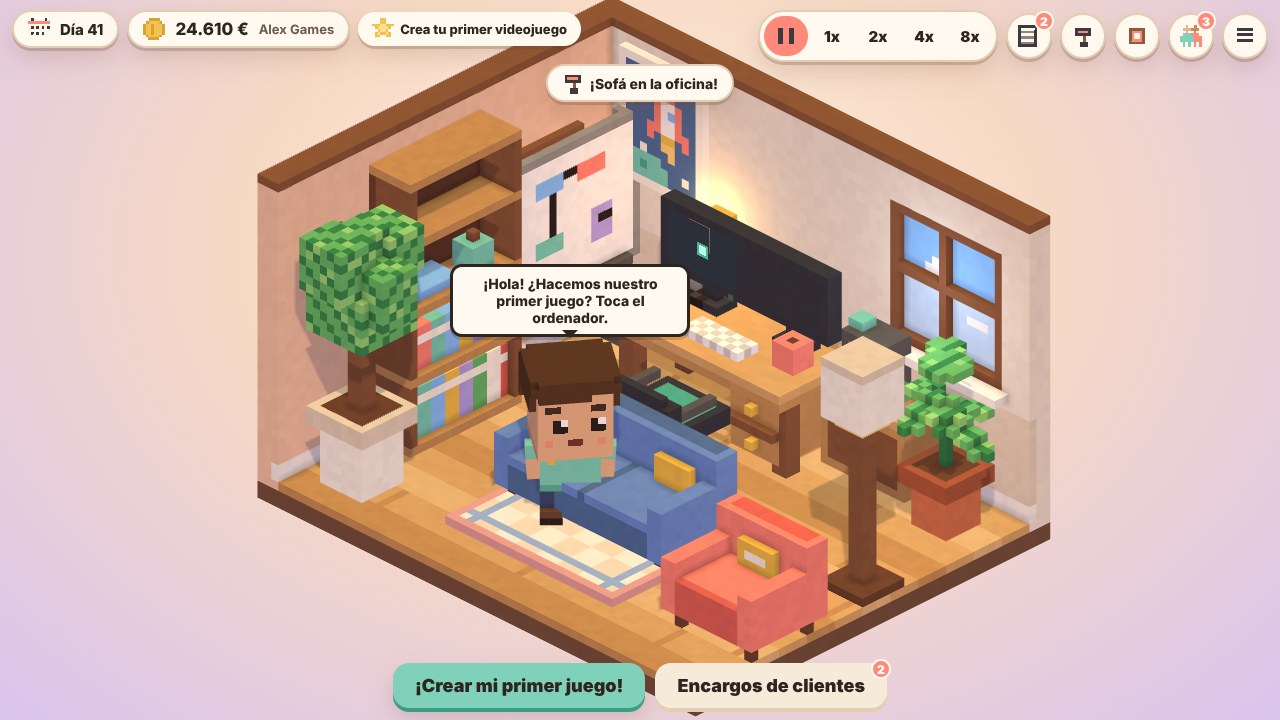 Día 41
24.610 € Alex Games
Crea tu primer videojuego
1x 2x 4x 8x
2
3
¡Sofá en la oficina!
¡Hola! ¿Hacemos nuestro
primer juego? Toca el
ordenador.
¡Crear mi primer juego!
Encargos de clientes
2